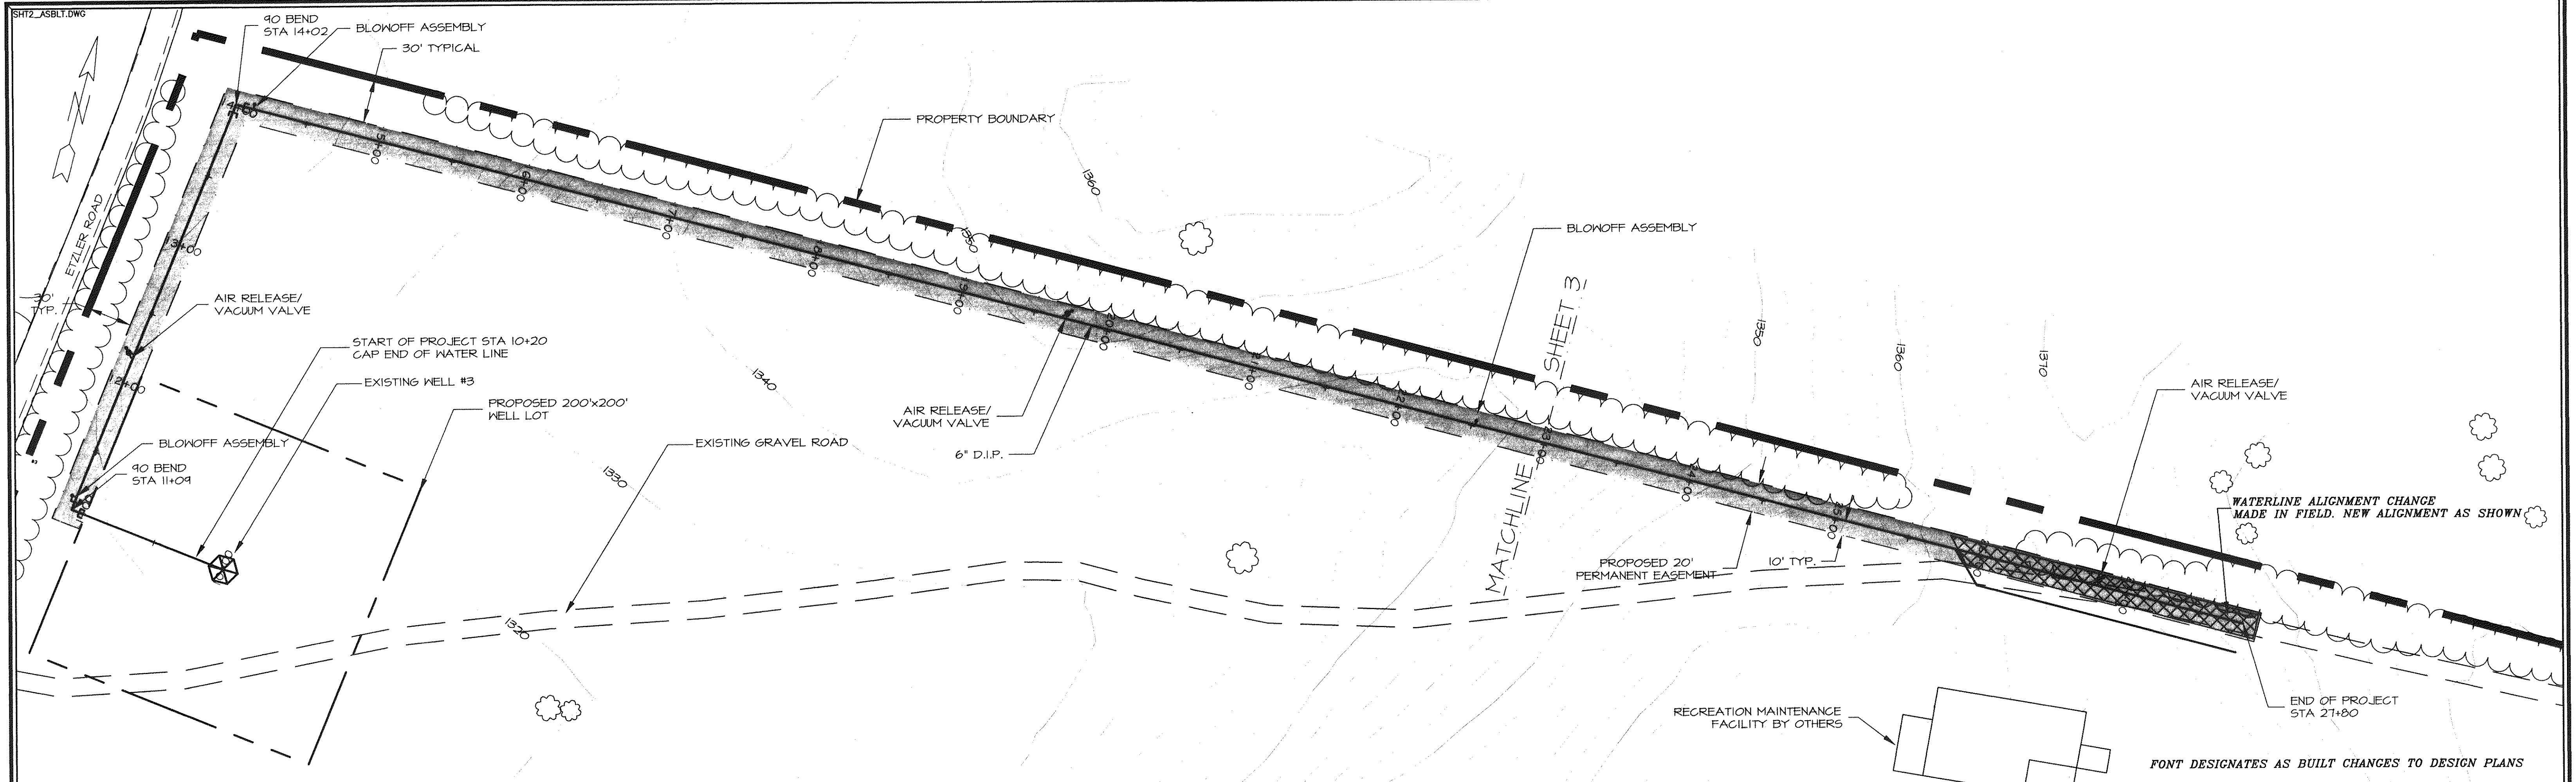 SHT2_ASBLT.DWG
90 BEND
STA 14+02
BLOWOFF ASSEMBLY
30' TYPICAL
PROPERTY BOUNDARY
ETZLER ROAD
30'
TYP.
AIR RELEASE/
VACUUM VALVE
START OF PROJECT STA 10+20
CAP END OF WATER LINE
EXISTING WELL #3
PROPOSED 200'x200'
WELL LOT
BLOWOFF ASSEMBLY
90 BEND
STA 11+09
EXISTING GRAVEL ROAD
AIR RELEASE/
VACUUM VALVE
6" D.I.P.
1320
1330
1340
1350
1360
BLOWOFF ASSEMBLY
MATCHLINE
SHEET 3
1350
1360
1370
PROPOSED 20'
PERMANENT EASEMENT
10' TYP.
AIR RELEASE/
VACUUM VALVE
WATERLINE ALIGNMENT CHANGE
MADE IN FIELD. NEW ALIGNMENT AS SHOWN
END OF PROJECT
STA 27+80
RECREATION MAINTENANCE
FACILITY BY OTHERS
FONT DESIGNATES AS BUILT CHANGES TO DESIGN PLANS